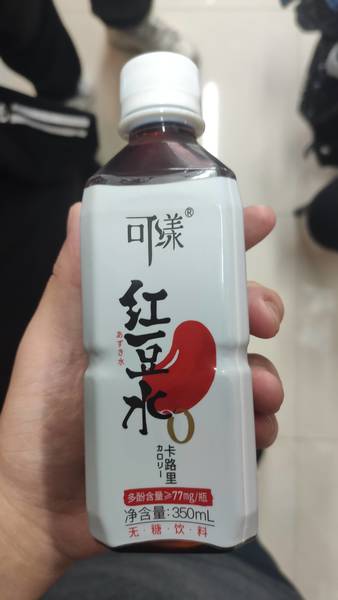 可漾®
红豆水
あずき水
0
卡路里
カロリー
多酚含量≥77mg/瓶
净含量:350mL
无·糖·饮·料